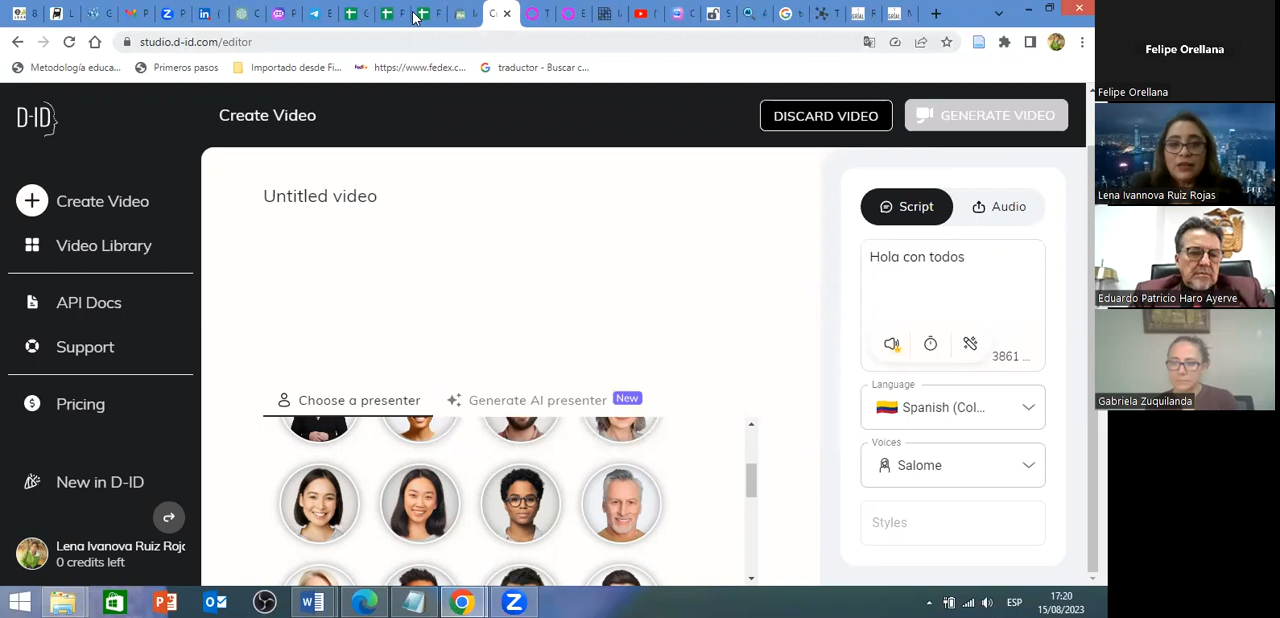 studio.d-id.com/editor
Metodología educa...
Primeros pasos
Importado desde Fi...
https://www.fedex.c...
traductor - Buscar c...
D-ID
Create Video
DISCARD VIDEO
GENERATE VIDEO
Create Video
Video Library
API Docs
Support
Pricing
New in D-ID
Lena Ivanova Ruiz Roja
0 credits left
Untitled video
Choose a presenter
Generate AI presenter
New
Script
Audio
Hola con todos
3861 ...
Language
Spanish (Col...
Voices
Salome
Styles
Felipe Orellana
Felipe Orellana
Lena Ivannova Ruiz Rojas
Eduardo Patricio Haro Ayerve
Gabriela Zuquilanda
ESP
17:20
15/08/2023